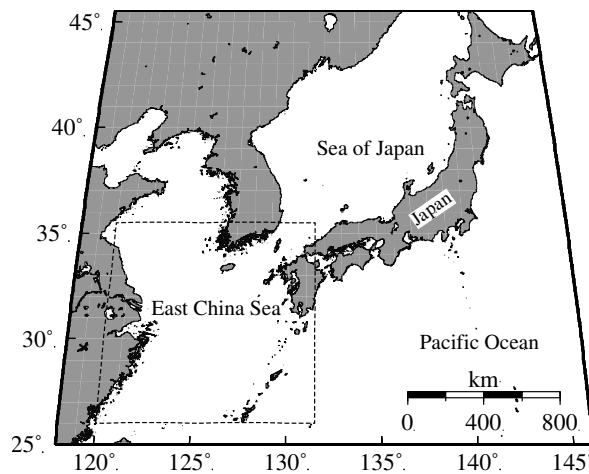 45°
40°
Sea of Japan
Japan
35°
East China Sea
30°
Pacific Ocean
km
0 400 800
25°
120° 125° 130° 135° 140° 145°